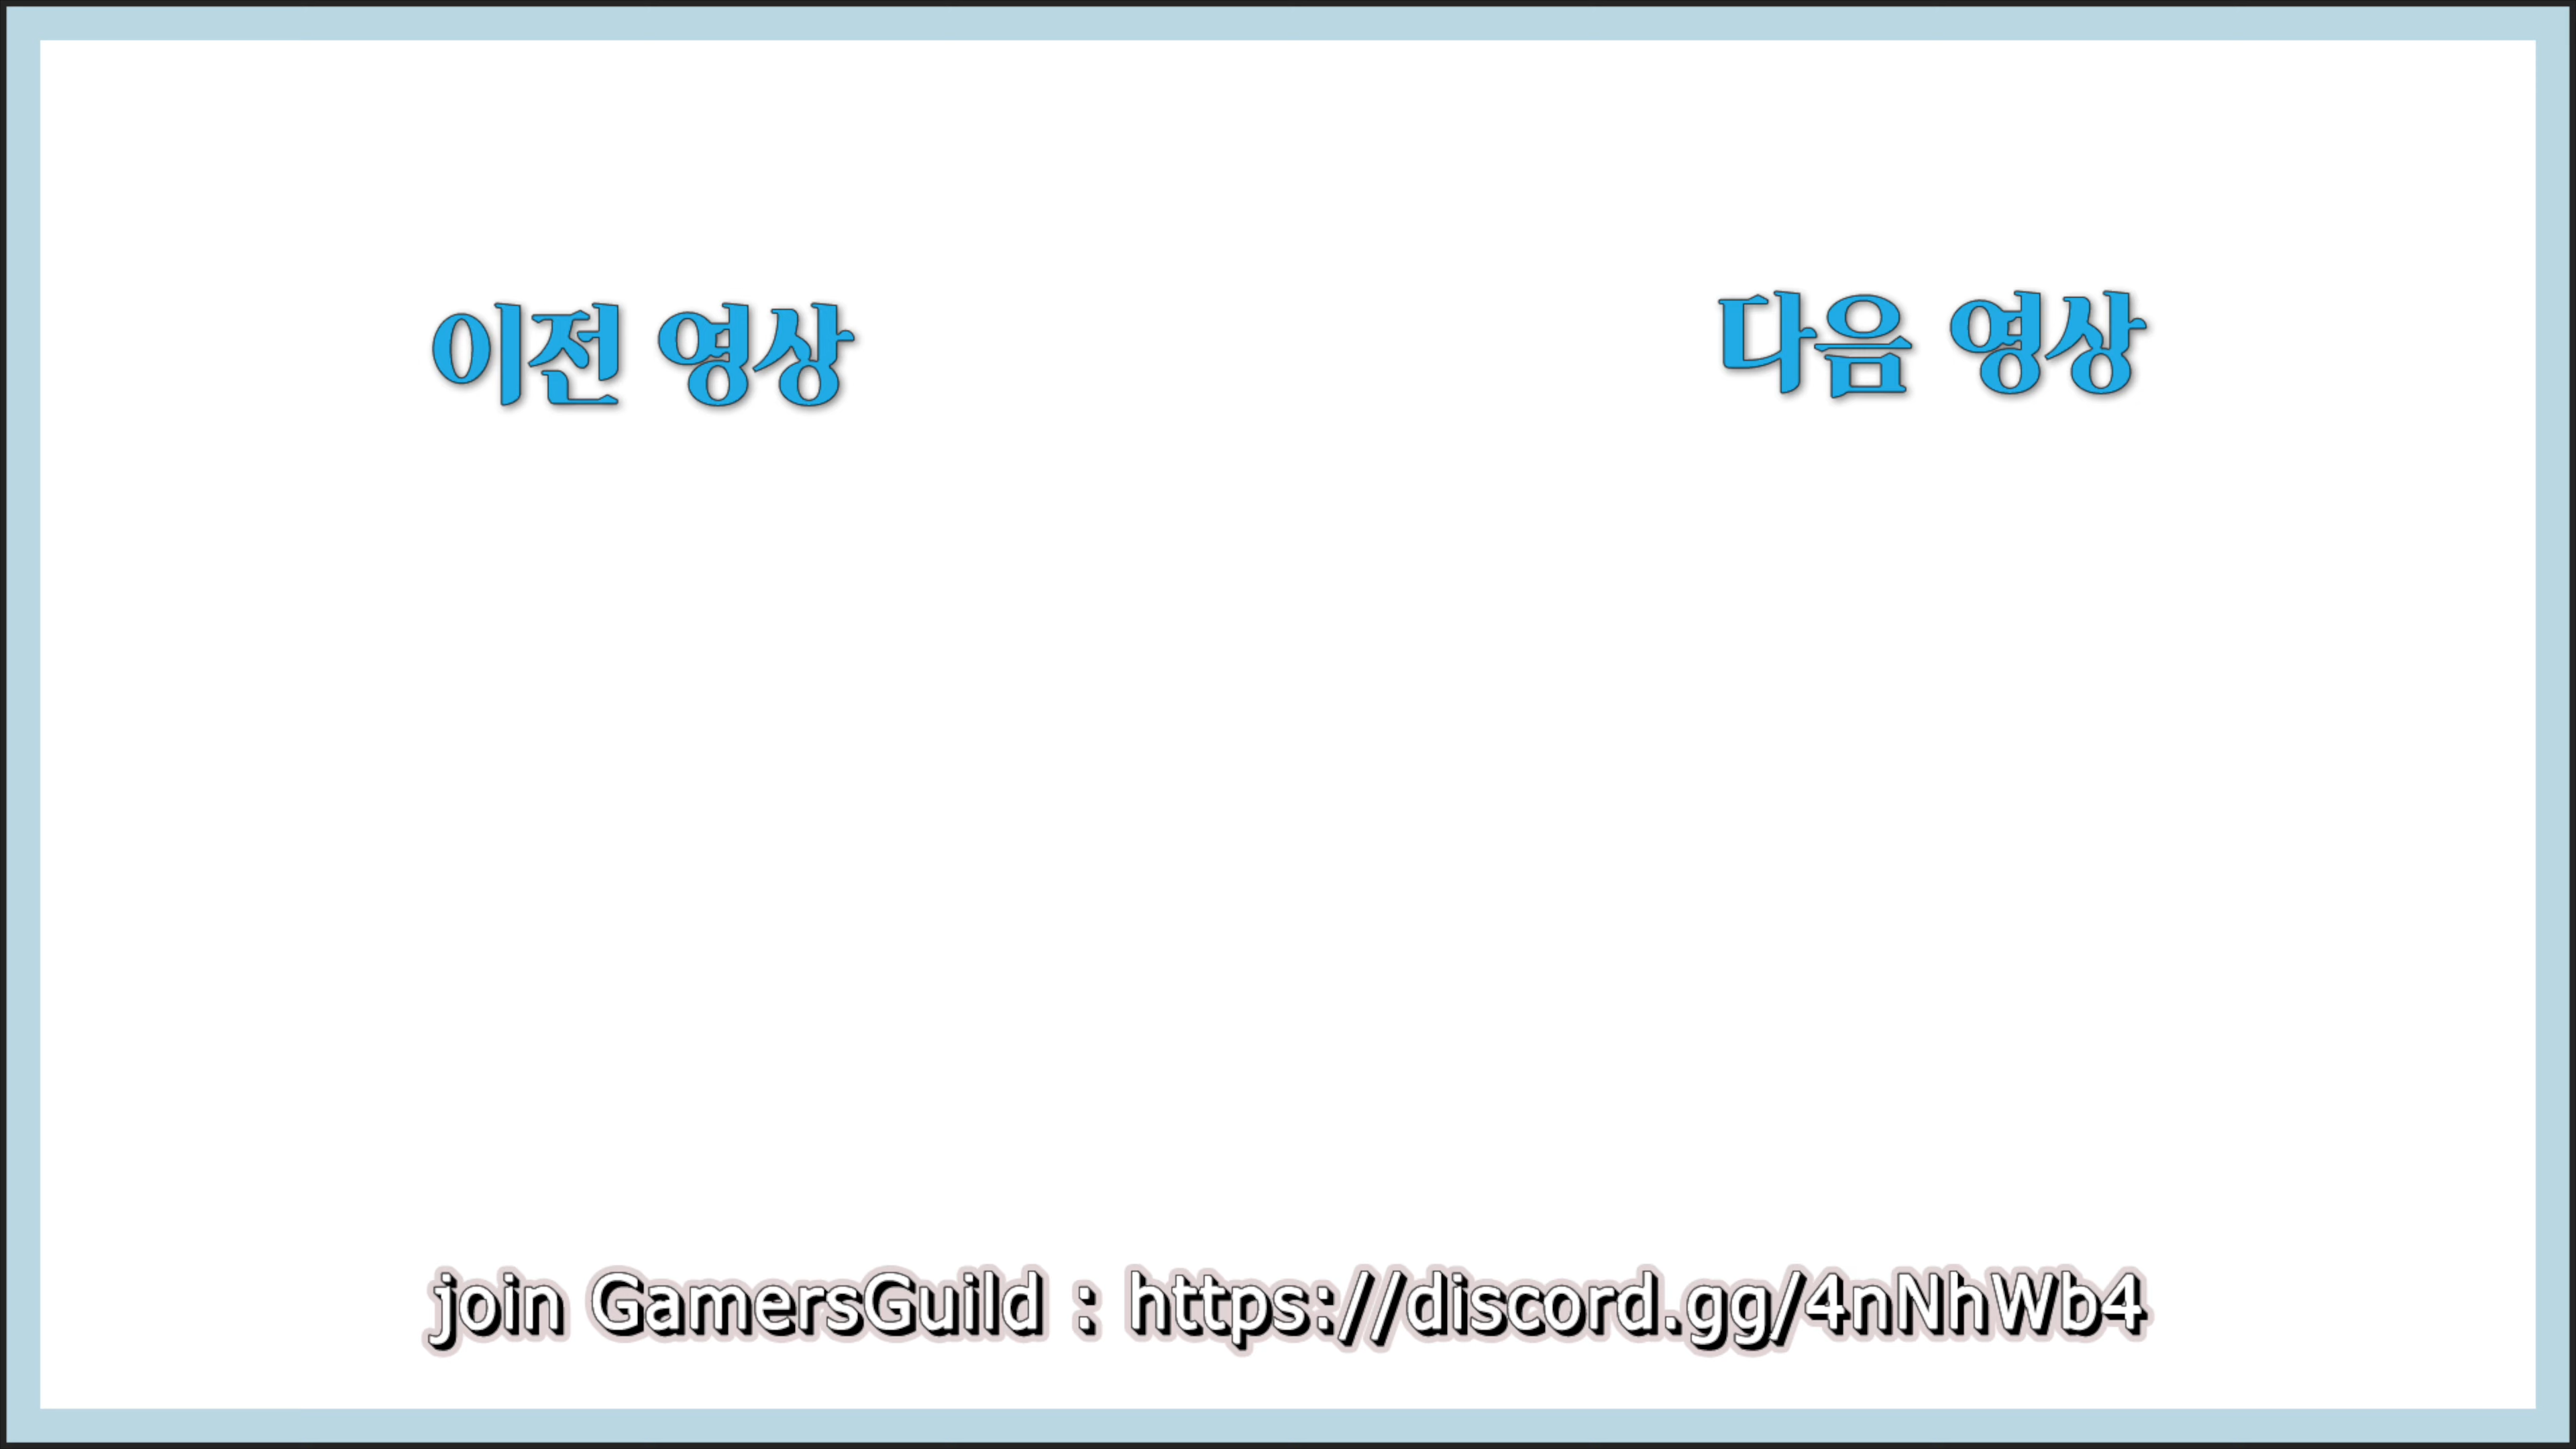 이전 영상
다음 영상
join GamersGuild : https://discord.gg/4nNhWb4